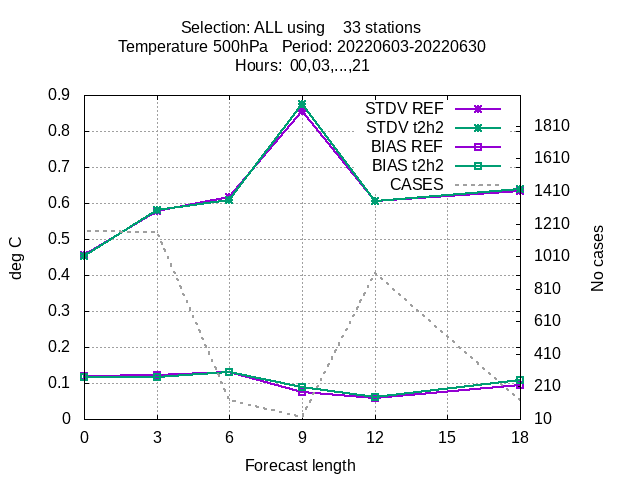 Selection: ALL using    33 stations
Temperature 500hPa   Period: 20220603-20220630
Hours: 00,03,...,21
STDV REF
STDV t2h2
BIAS REF
BIAS t2h2
CASES
0.9
0.8
0.7
0.6
0.5
0.4
0.3
0.2
0.1
0
deg C
1810
1610
1410
1210
1010
810
610
410
210
10
No cases
0 3 6 9 12 15 18
Forecast length